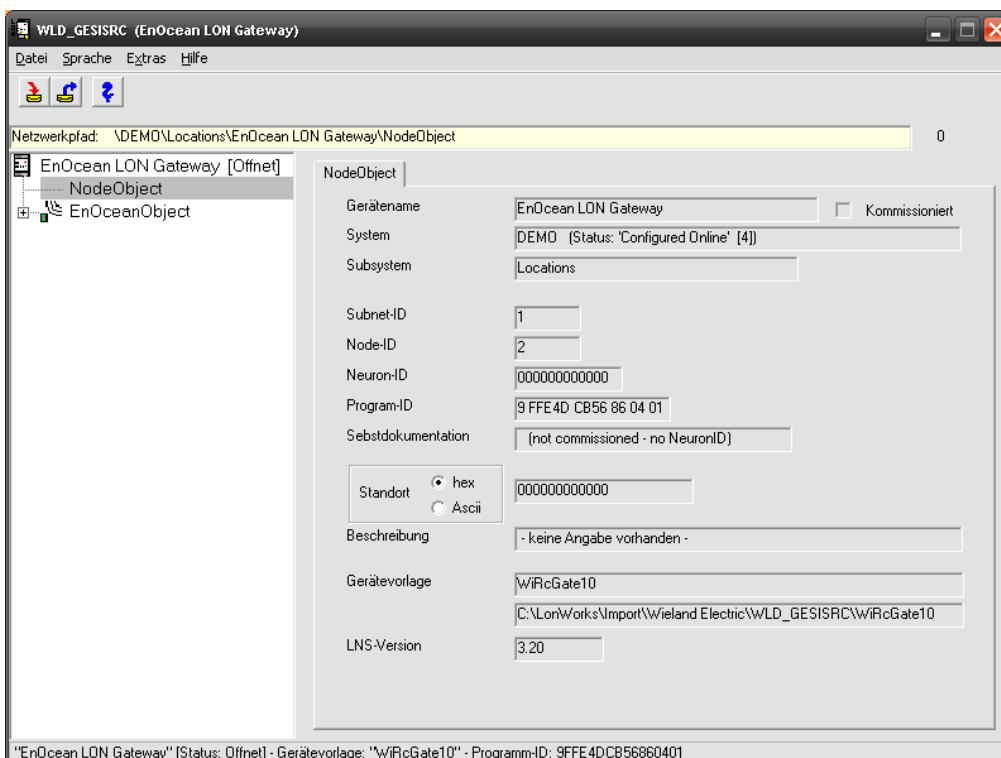 WLD_GESISRC (EnOcean LON Gateway)
Datei Sprache Extras Hilfe
Netzwerkpfad: \DEMO\Locations\EnOcean LON Gateway\NodeObject 0
EnOcean LON Gateway [Offnet]
NodeObject
EnOceanObject
NodeObject
Gerätename EnOcean LON Gateway Kommissioniert
System DEMO (Status: 'Configured Online' [4])
Subsystem Locations
Subnet-ID 1
Node-ID 2
Neuron-ID 000000000000
Program-ID 9 FFE4D CB56 86 04 01
Sebstdokumentation (not commissioned - no NeuronID)
Standort hex Ascii 000000000000
Beschreibung - keine Angabe vorhanden -
Gerätevorlage WiRcGate10
C:\LonWorks\Import\Wieland Electric\WLD_GESISRC\WiRcGate10
LNS-Version 3.20
"EnOcean LON Gateway" [Status: Offnet] - Gerätevorlage: "WiRcGate10" - Programm-ID: 9FFE4DCB56860401